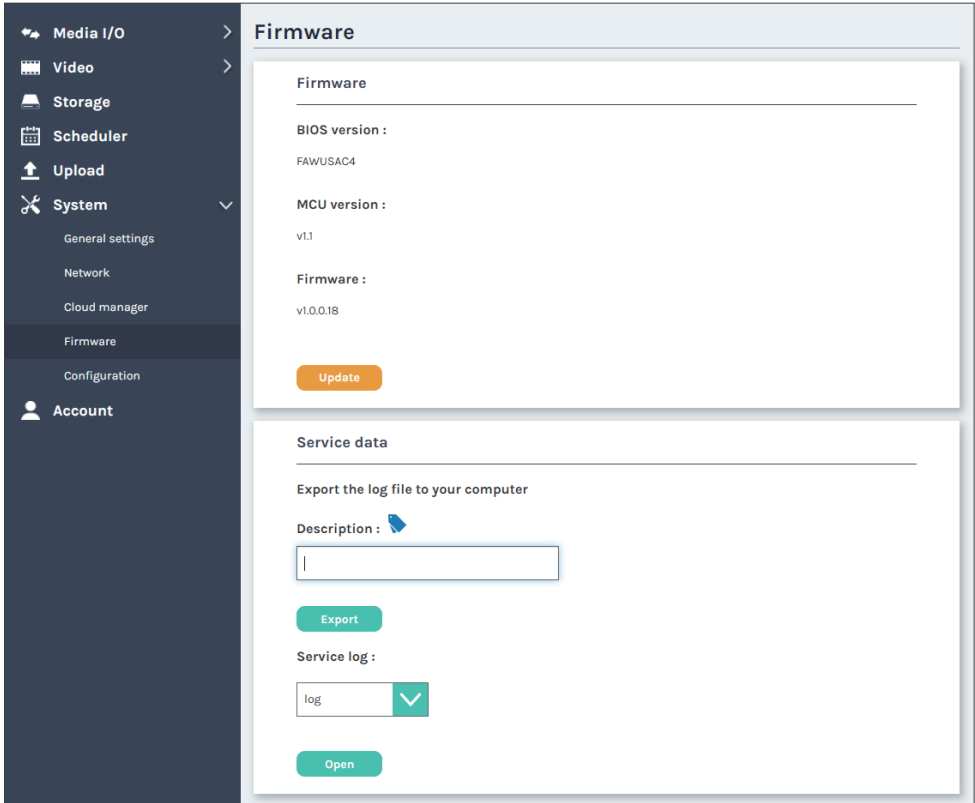 Media I/O
Video
Storage
Scheduler
Upload
System
General settings
Network
Cloud manager
Firmware
Configuration
Account
Firmware
Firmware
BIOS version :
FAWUSAC4
MCU version :
v1.1
Firmware :
v1.0.0.18
Update
Service data
Export the log file to your computer
Description :
Export
Service log :
log
Open